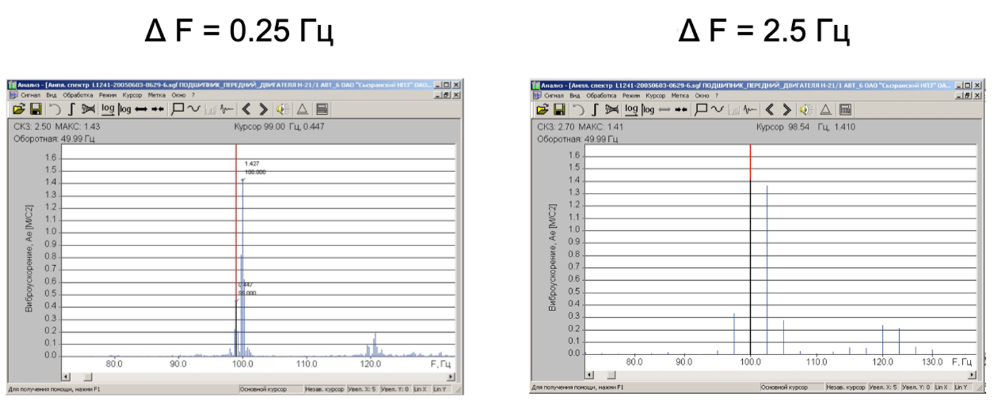 Δ F = 0.25 Гц
Δ F = 2.5 Гц
Анализ - [Ампл. спектр L1241-20050603-0629-6.sgf ПОДШИПНИК_ПЕРЕДНИЙ_ДВИГАТЕЛЯ Н-21/1 АВТ_6 ОАО "Сызранский НПЗ" ОАО...
Сигнал Вид Обработка Режим Курсор Метка Окно ?
log log
СКЗ: 2.50 МАКС: 1.43 Курсор 99.00 Гц, 0.447
Оборотная: 49.99 Гц
Виброускорение, Ae [М/С2]
1.6
1.5
1.4
1.3
1.2
1.1
1.0
0.9
0.8
0.7
0.6
0.5
0.4
0.3
0.2
0.1
0.0
1.427
100.000
0.447
99.000
80.0 90.0 100.0 110.0 120.0 F, Гц
Для получения помощи, нажми F1 Основной курсор Незав. курсор Увел. X: 5 Увел. Y: 0 Lin X Lin Y
Анализ - [Ампл. спектр L1241-20050603-0629-6.sgf ПОДШИПНИК_ПЕРЕДНИЙ_ДВИГАТЕЛЯ Н-21/1 АВТ_6 ОАО "Сызранский НПЗ" ОА...
Сигнал Вид Обработка Режим Курсор Метка Окно ?
log log
СКЗ: 2.70 МАКС: 1.41 Курсор 98.54 Гц, 1.410
Оборотная: 49.99 Гц
Виброускорение, Ae [М/С2]
1.6
1.5
1.4
1.3
1.2
1.1
1.0
0.9
0.8
0.7
0.6
0.5
0.4
0.3
0.2
0.1
0.0
80.0 90.0 100.0 110.0 120.0 130.0 F, Гц
Для получения помощи, нажми F1 Основной курсор Незав. курсор Увел. X: 5 Увел. Y: 0 Lin X Lin Y